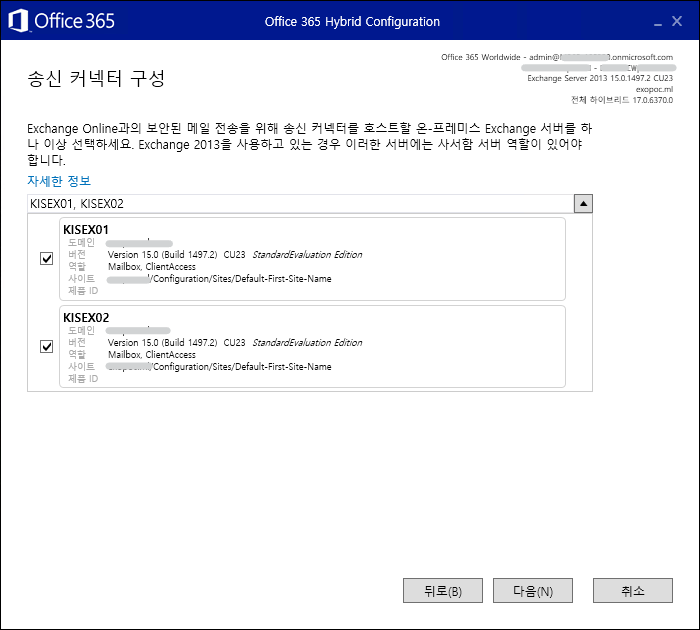 Office 365
Office 365 Hybrid Configuration
Office 365 Worldwide - admin@ .onmicrosoft.com
-
Exchange Server 2013 15.0.1497.2 CU23
exopoc.ml
전체 하이브리드 17.0.6370.0
송신 커넥터 구성
Exchange Online과의 보안된 메일 전송을 위해 송신 커넥터를 호스트할 온-프레미스 Exchange 서버를 하
나 이상 선택하세요. Exchange 2013을 사용하고 있는 경우 이러한 서버에는 사서함 서버 역할이 있어야
합니다.
자세한 정보
KISEX01, KISEX02
KISEX01
도메인
버전 Version 15.0 (Build 1497.2) CU23 StandardEvaluation Edition
역할 Mailbox, ClientAccess
사이트 /Configuration/Sites/Default-First-Site-Name
제품 ID
KISEX02
도메인
버전 Version 15.0 (Build 1497.2) CU23 StandardEvaluation Edition
역할 Mailbox, ClientAccess
사이트 /Configuration/Sites/Default-First-Site-Name
제품 ID
뒤로(B) 다음(N) 취소